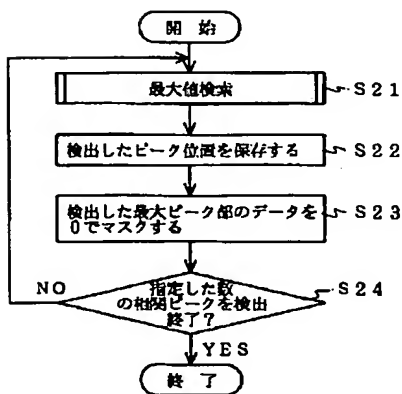 開 始
最大値検索
S21
検出したピーク位置を保存する
S22
検出した最大ピーク部のデータを
0でマスクする
S23
指定した数
の相関ピークを検出
終了?
S24
NO
YES
終 了